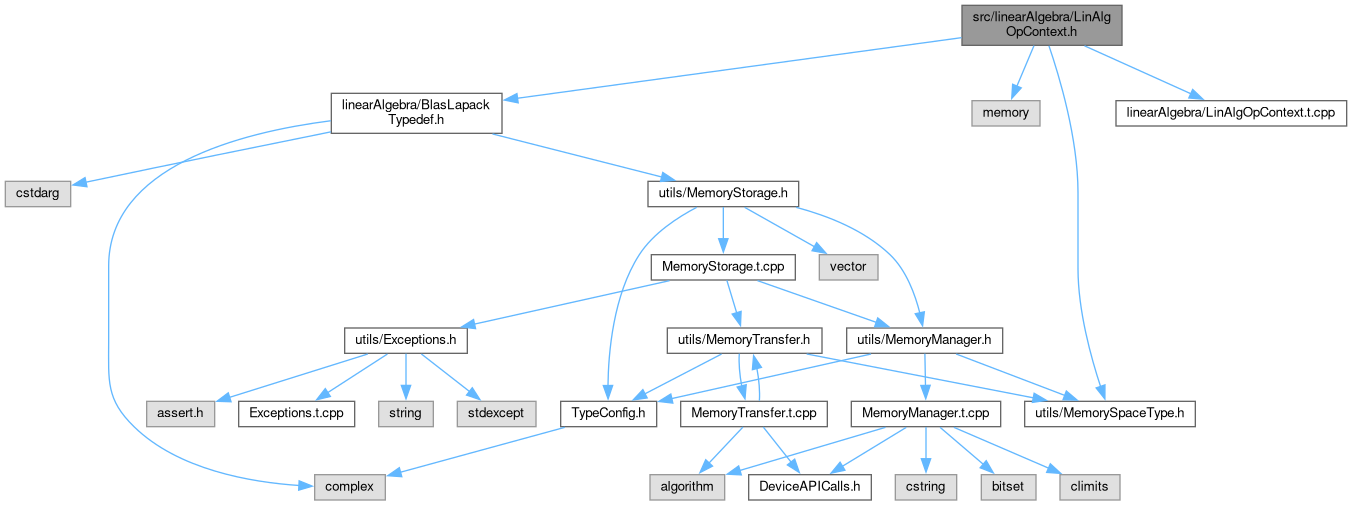 src/linearAlgebra/LinAlg
OpContext.h
linearAlgebra/BlasLapack
Typedef.h
memory
linearAlgebra/LinAlgOpContext.t.cpp
cstdarg
utils/MemoryStorage.h
MemoryStorage.t.cpp
vector
utils/Exceptions.h
utils/MemoryTransfer.h
utils/MemoryManager.h
assert.h
Exceptions.t.cpp
string
stdexcept
TypeConfig.h
MemoryTransfer.t.cpp
MemoryManager.t.cpp
utils/MemorySpaceType.h
complex
algorithm
DeviceAPICalls.h
cstring
bitset
climits